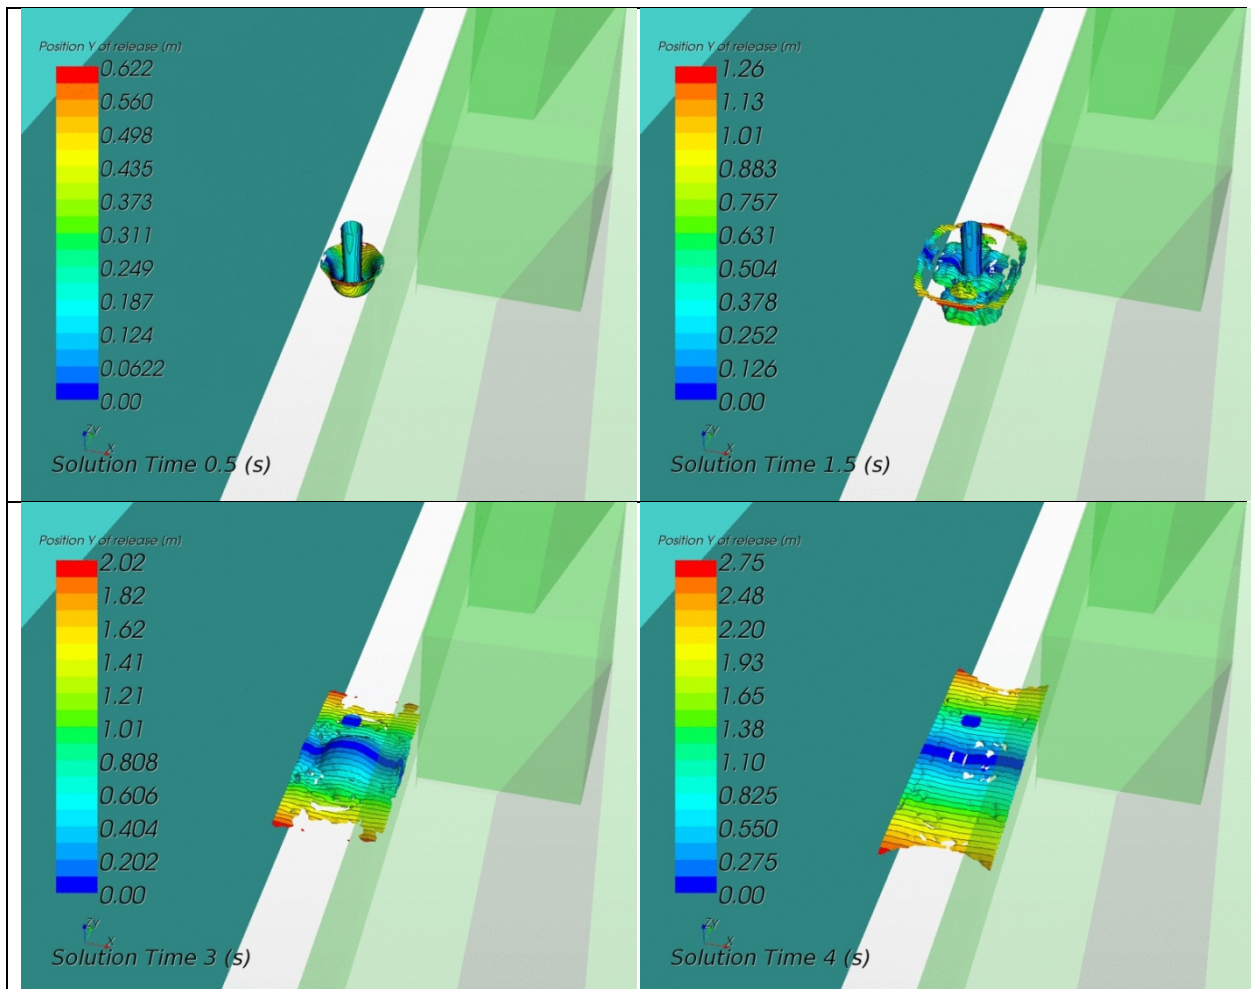 Position Y of release (m)
0.622
0.560
0.498
0.435
0.373
0.311
0.249
0.187
0.124
0.0622
0.00
Zy
X
Solution Time 0.5 (s)
Position Y of release (m)
1.26
1.13
1.01
0.883
0.757
0.631
0.504
0.378
0.252
0.126
0.00
Zy
X
Solution Time 1.5 (s)
Position Y of release (m)
2.02
1.82
1.62
1.41
1.21
1.01
0.808
0.606
0.404
0.202
0.00
Zy
X
Solution Time 3 (s)
Position Y of release (m)
2.75
2.48
2.20
1.93
1.65
1.38
1.10
0.825
0.550
0.275
0.00
Zy
X
Solution Time 4 (s)